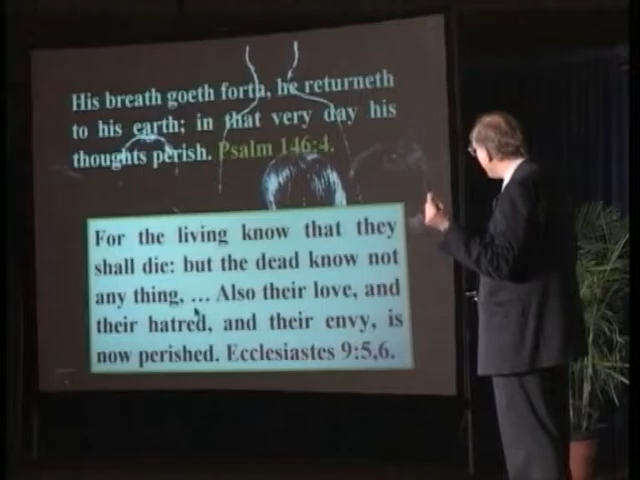 His breath goeth forth, he returneth
to his earth; in that very day his
thoughts perish. Psalm 146:4.
For the living know that they
shall die: but the dead know not
any thing, ... Also their love, and
their hatred, and their envy, is
now perished. Ecclesiastes 9:5,6.